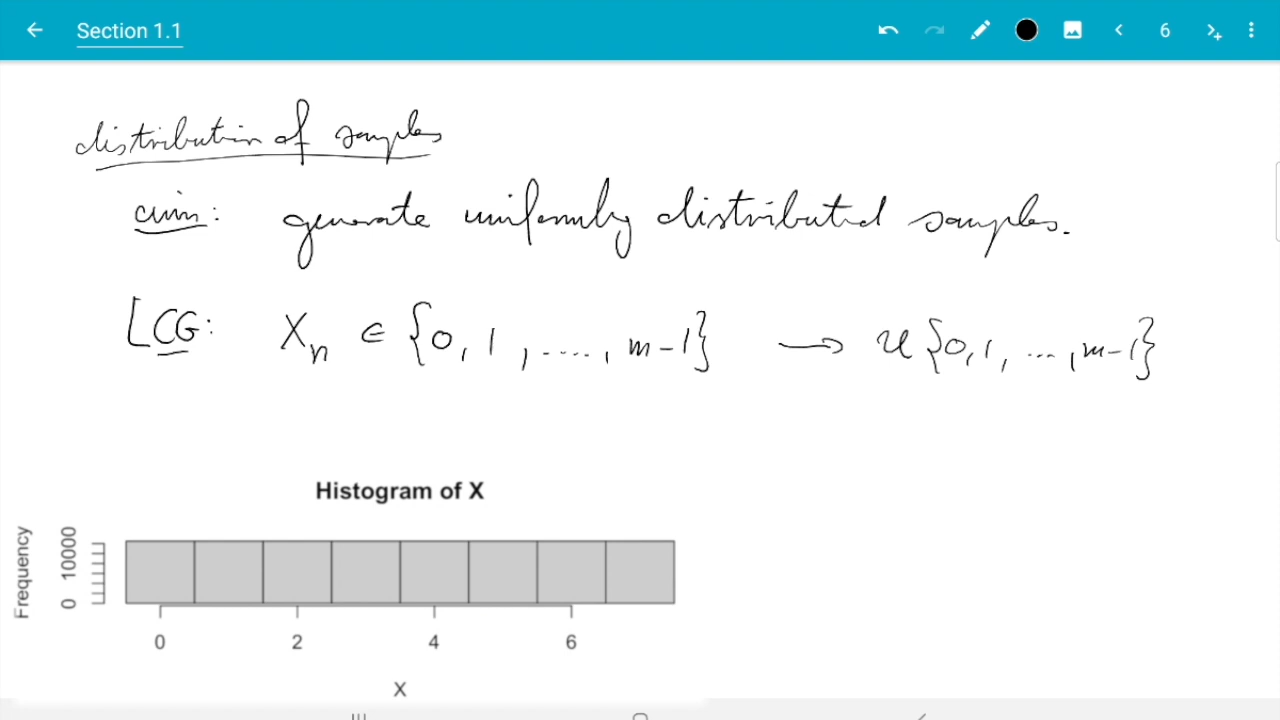 Section 1.1
6
distribution of samples
aim: generate uniformly distributed samples.
LCG: Xn ∈ {0, 1, ...., m-1} → U{0, 1, ..., m-1}
Histogram of X
Frequency
0 10000
0 2 4 6
X